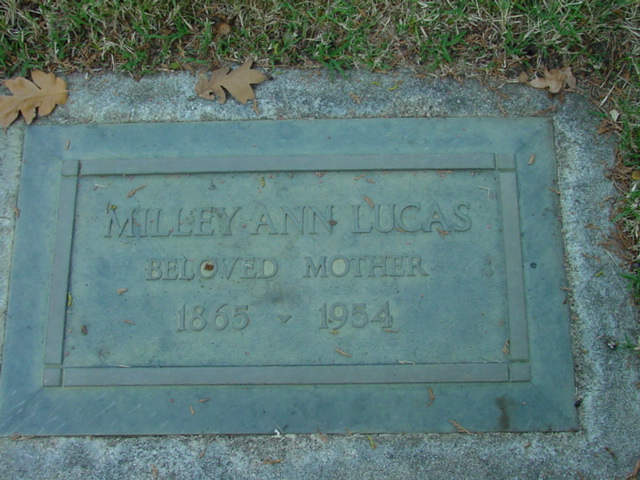 MILLEY ANN LUCAS
BELOVED MOTHER
1865 - 1954